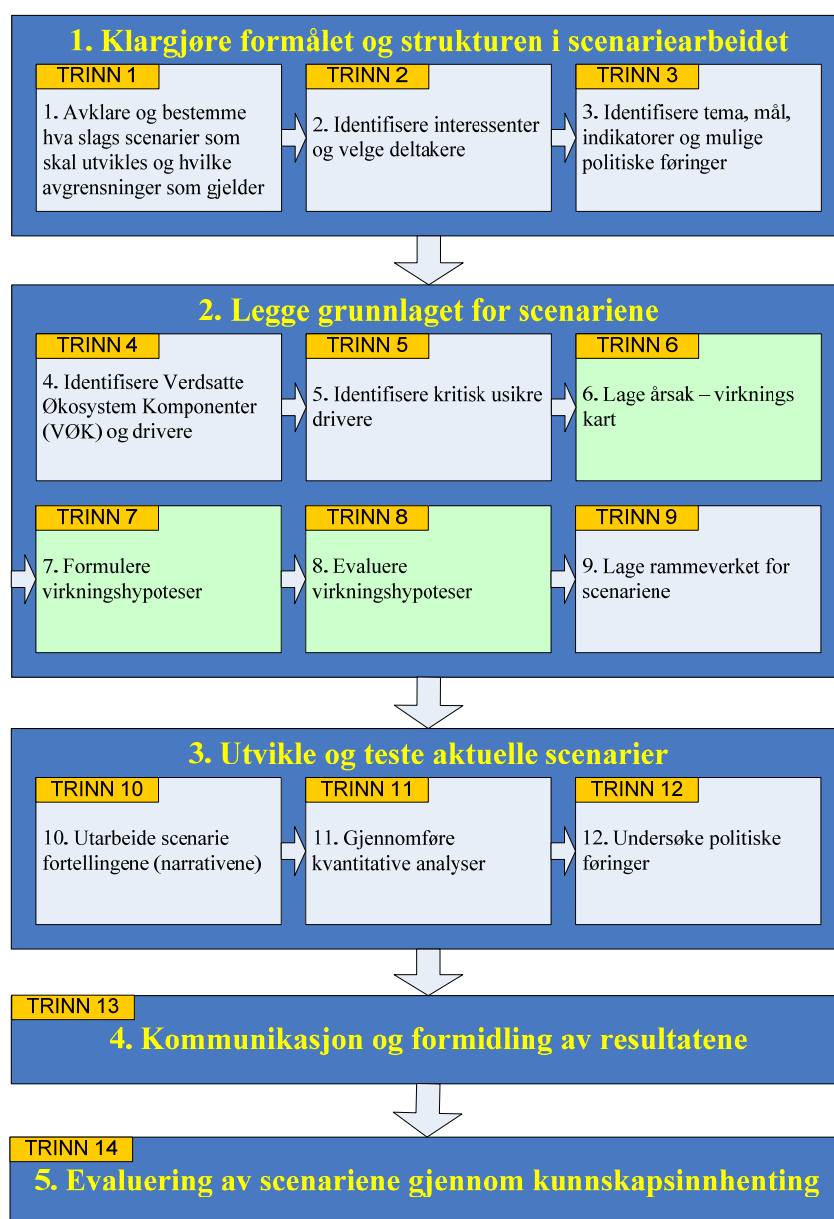 1. Klargjøre formålet og strukturen i scenariearbeidet
TRINN 1
1. Avklare og bestemme
hva slags scenarier som
skal utvikles og hvilke
avgrensninger som gjelder
TRINN 2
2. Identifisere interessenter
og velge deltakere
TRINN 3
3. Identifisere tema, mål,
indikatorer og mulige
politiske føringer
2. Legge grunnlaget for scenariene
TRINN 4
4. Identifisere Verdsatte
Økosystem Komponenter
(VØK) og drivere
TRINN 5
5. Identifisere kritisk usikre
drivere
TRINN 6
6. Lage årsak – virknings
kart
TRINN 7
7. Formulere
virkningshypoteser
TRINN 8
8. Evaluere
virkningshypoteser
TRINN 9
9. Lage rammeverket for
scenariene
3. Utvikle og teste aktuelle scenarier
TRINN 10
10. Utarbeide scenarie
fortellingene (narrativene)
TRINN 11
11. Gjennomføre
kvantitative analyser
TRINN 12
12. Undersøke politiske
føringer
TRINN 13
4. Kommunikasjon og formidling av resultatene
TRINN 14
5. Evaluering av scenariene gjennom kunnskapsinnhenting